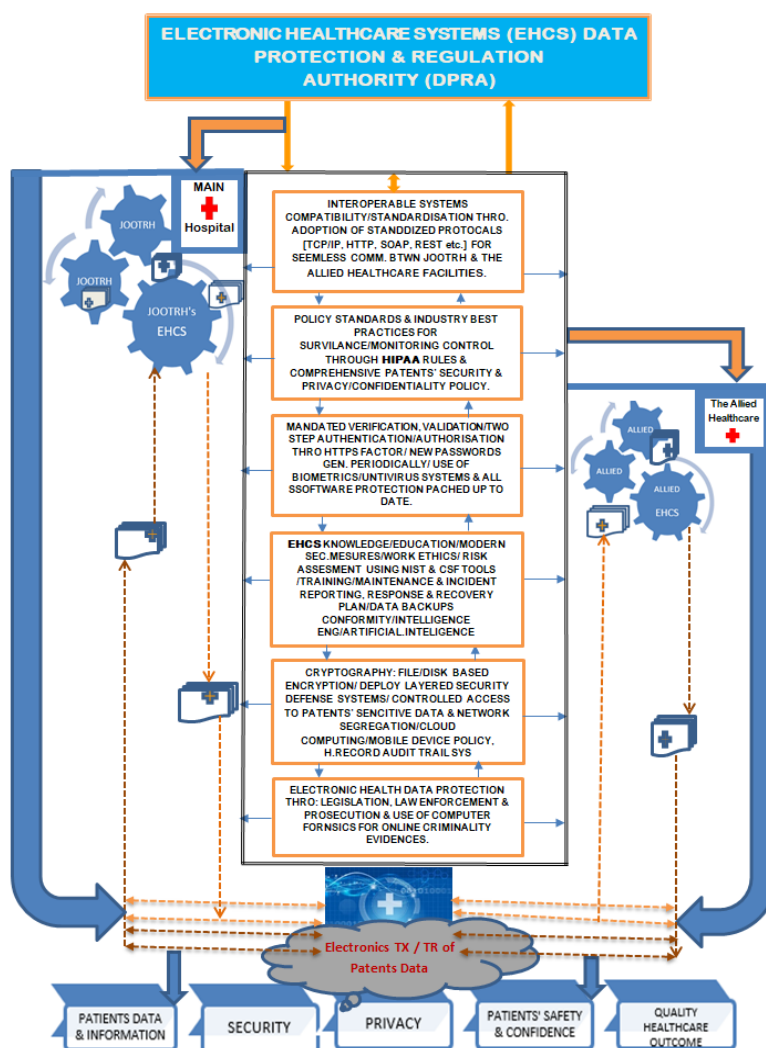 ELECTRONIC HEALTHCARE SYSTEMS (EHCS) DATA
PROTECTION & REGULATION
AUTHORITY (DPRA)
MAIN
Hospital
JOOTRH
JOOTRH
JOOTRH's
EHCS
INTEROPERABLE SYSTEMS
COMPATIBILITY/STANDARDISATION THRO.
ADOPTION OF STANDDIZED PROTOCALS
[TCP/IP, HTTP, SOAP, REST etc.] FOR
SEEMLESS COMM. BTWN JOOTRH & THE
ALLIED HEALTHCARE FACILITIES.
POLICY STANDARDS & INDUSTRY BEST
PRACTICES FOR
SURVILANCE/MONITORING CONTROL
THROUGH HIPAA RULES &
COMPREHENSIVE PATENTS' SECURITY &
PRIVACY/CONFIDENTIALITY POLICY.
MANDATED VERIFICATION, VALIDATION/TWO
STEP AUTHENTICATION/AUTHORISATION
THRO HTTPS FACTOR/ NEW PASSWORDS
GEN. PERIODICALLY/ USE OF
BIOMETRICS/UNTIVIRUS SYSTEMS & ALL
SSOFTWARE PROTECTION PACHED UP TO
DATE.
EHCS KNOWLEDGE/EDUCATION/MODERN
SEC.MESURES/WORK ETHICS/ RISK
ASSESMENT USING NIST & CSF TOOLS
/TRAINING/MAINTENANCE & INCIDENT
REPORTING, RESPONSE & RECOVERY
PLAN/DATA BACKUPS
CONFORMITY/INTELLIGENCE
ENG/ARTIFICIAL.INTELIGENCE
CRYPTOGRAPHY: FILE/DISK BASED
ENCRYPTION/ DEPLOY LAYERED SECURITY
DEFENSE SYSTEMS/ CONTROLLED ACCESS
TO PATENTS' SENCITIVE DATA & NETWORK
SEGREGATION/CLOUD
COMPUTING/MOBILE DEVICE POLICY,
H.RECORD AUDIT TRAIL SYS
ELECTRONIC HEALTH DATA PROTECTION
THRO: LEGISLATION, LAW ENFORCEMENT &
PROSECUTION & USE OF COMPUTER
FORNSICS FOR ONLINE CRIMINALITY
EVIDENCES.
The Allied
Healthcare
ALLIED
ALLIED
ALLIED
EHCS
Electronics TX / TR of
Patents Data
PATIENTS DATA
& INFORMATION
SECURITY
PRIVACY
PATIENTS' SAFETY
& CONFIDENCE
QUALITY
HEALTHCARE
OUTCOME